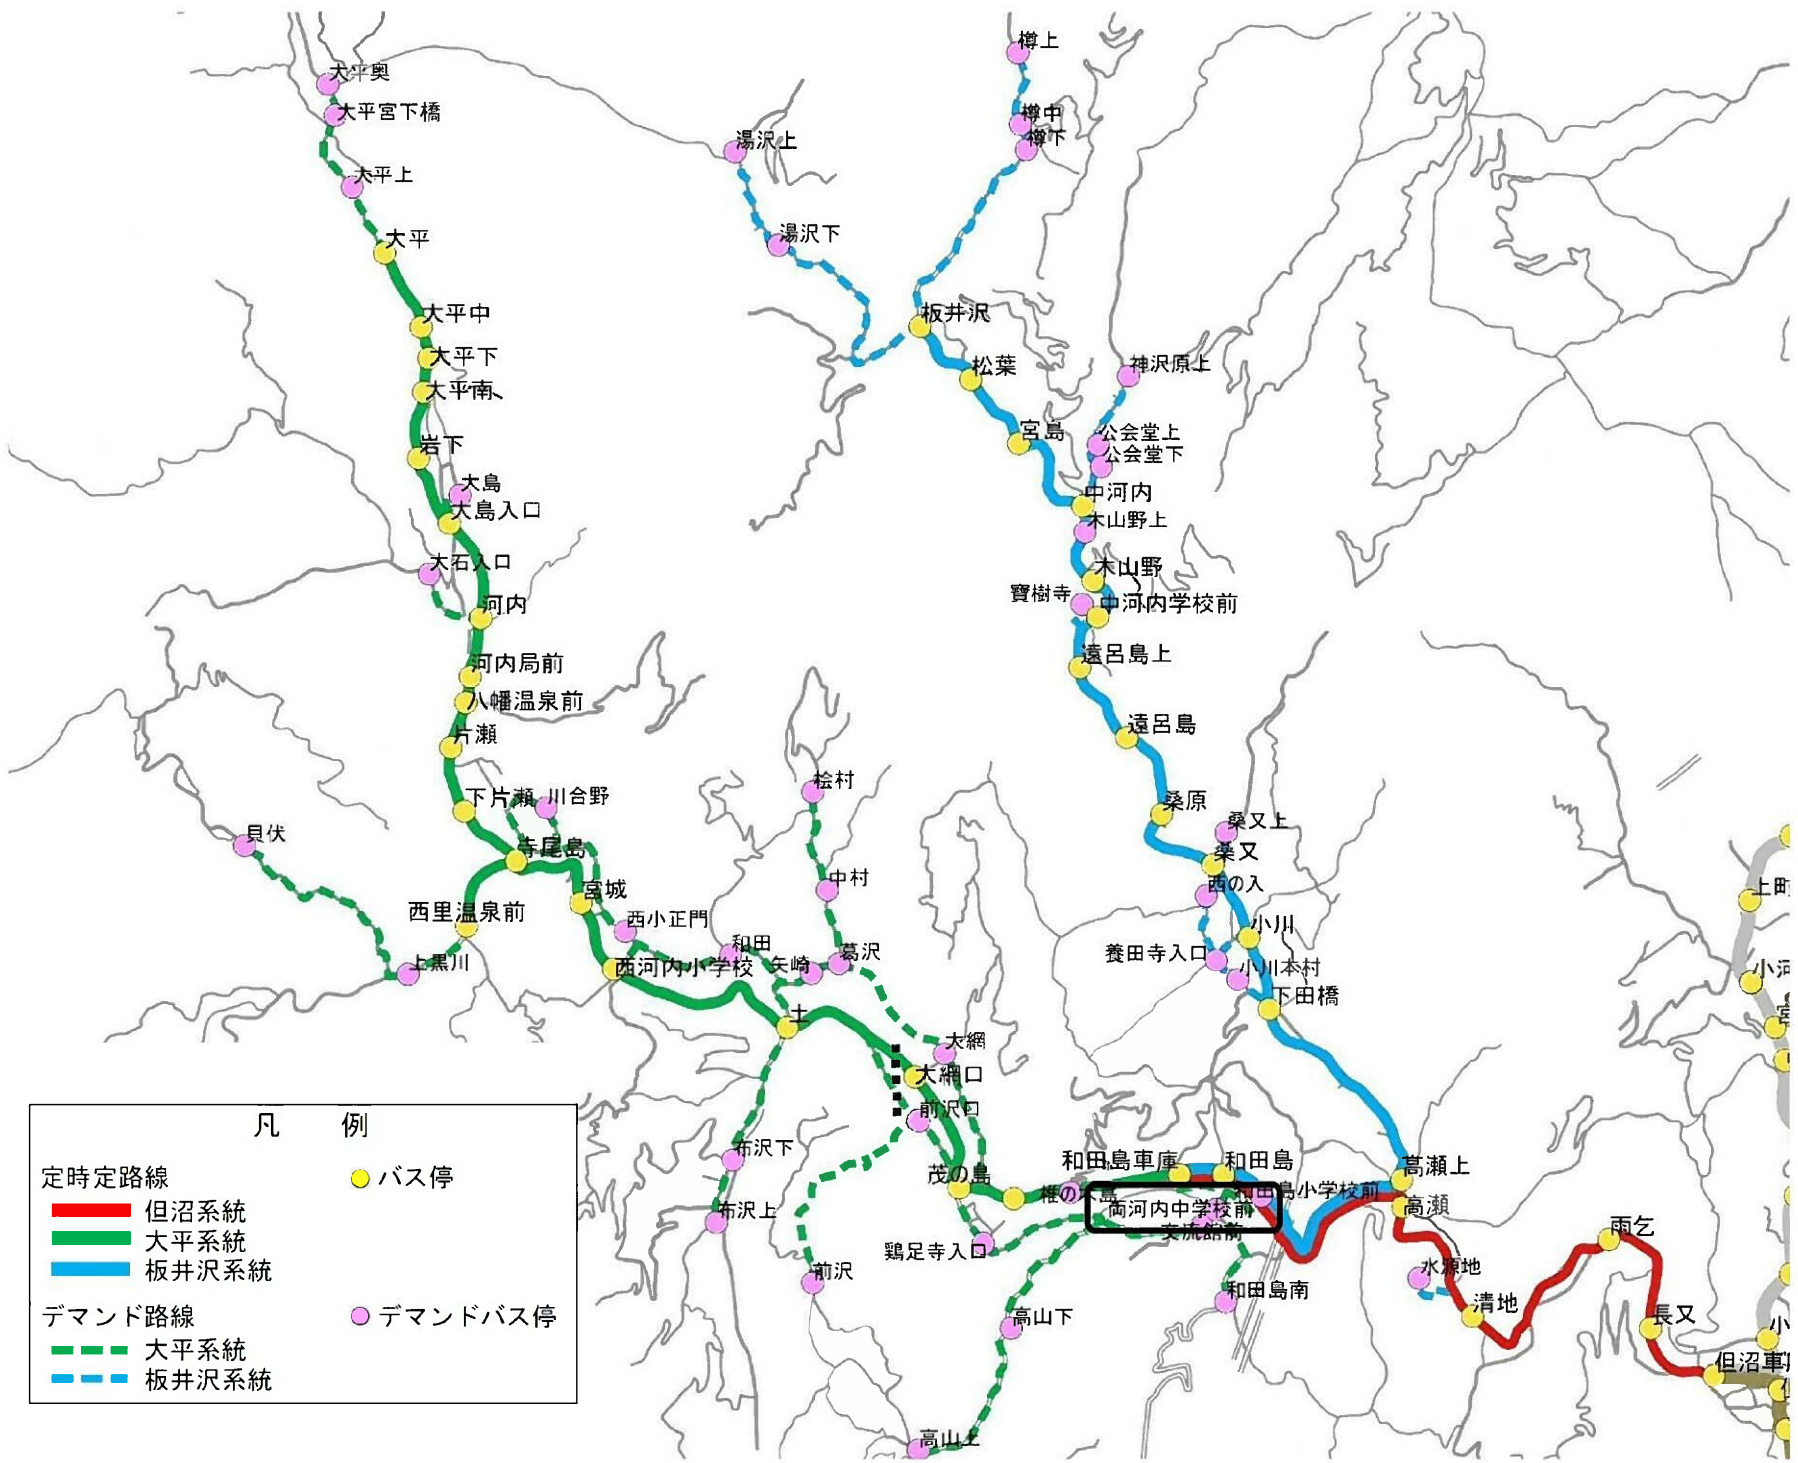 樽上
大平奥
大平宮下橋
樽中
樽下
湯沢上
大平上
湯沢下
大平
大平中
板井沢
大平下
松葉
神沢原上
大平南
宮島
公会堂上
公会堂下
岩下
大島
中河内
大島入口
木山野上
大石入口
木山野
寶樹寺
中河内学校前
河内
遠呂島上
河内局前
八幡温泉前
遠呂島
片瀬
桧村
下片瀬
川合野
桑原
桑又上
貝伏
寺尾島
桑又
中村
西の入
宮城
上町
西里温泉前
西小正門
小川
和田
葛沢
養田寺入口
上黒川
西河内小学校
矢崎
小川本村
小河
下田橋
土
大網
大網口
前沢口
凡 例
布沢下
和田島車庫
和田島
高瀬上
定時定路線
バス停
茂の島
椎の木島
和田島小学校前
但沼系統
布沢上
両河内中学校前
高瀬
交流館前
雨乞
大平系統
鶏足寺入口
板井沢系統
前沢
水源地
和田島南
デマンド路線
デマンドバス停
高山下
清地
長又
小
大平系統
但沼車
板井沢系統
高山上